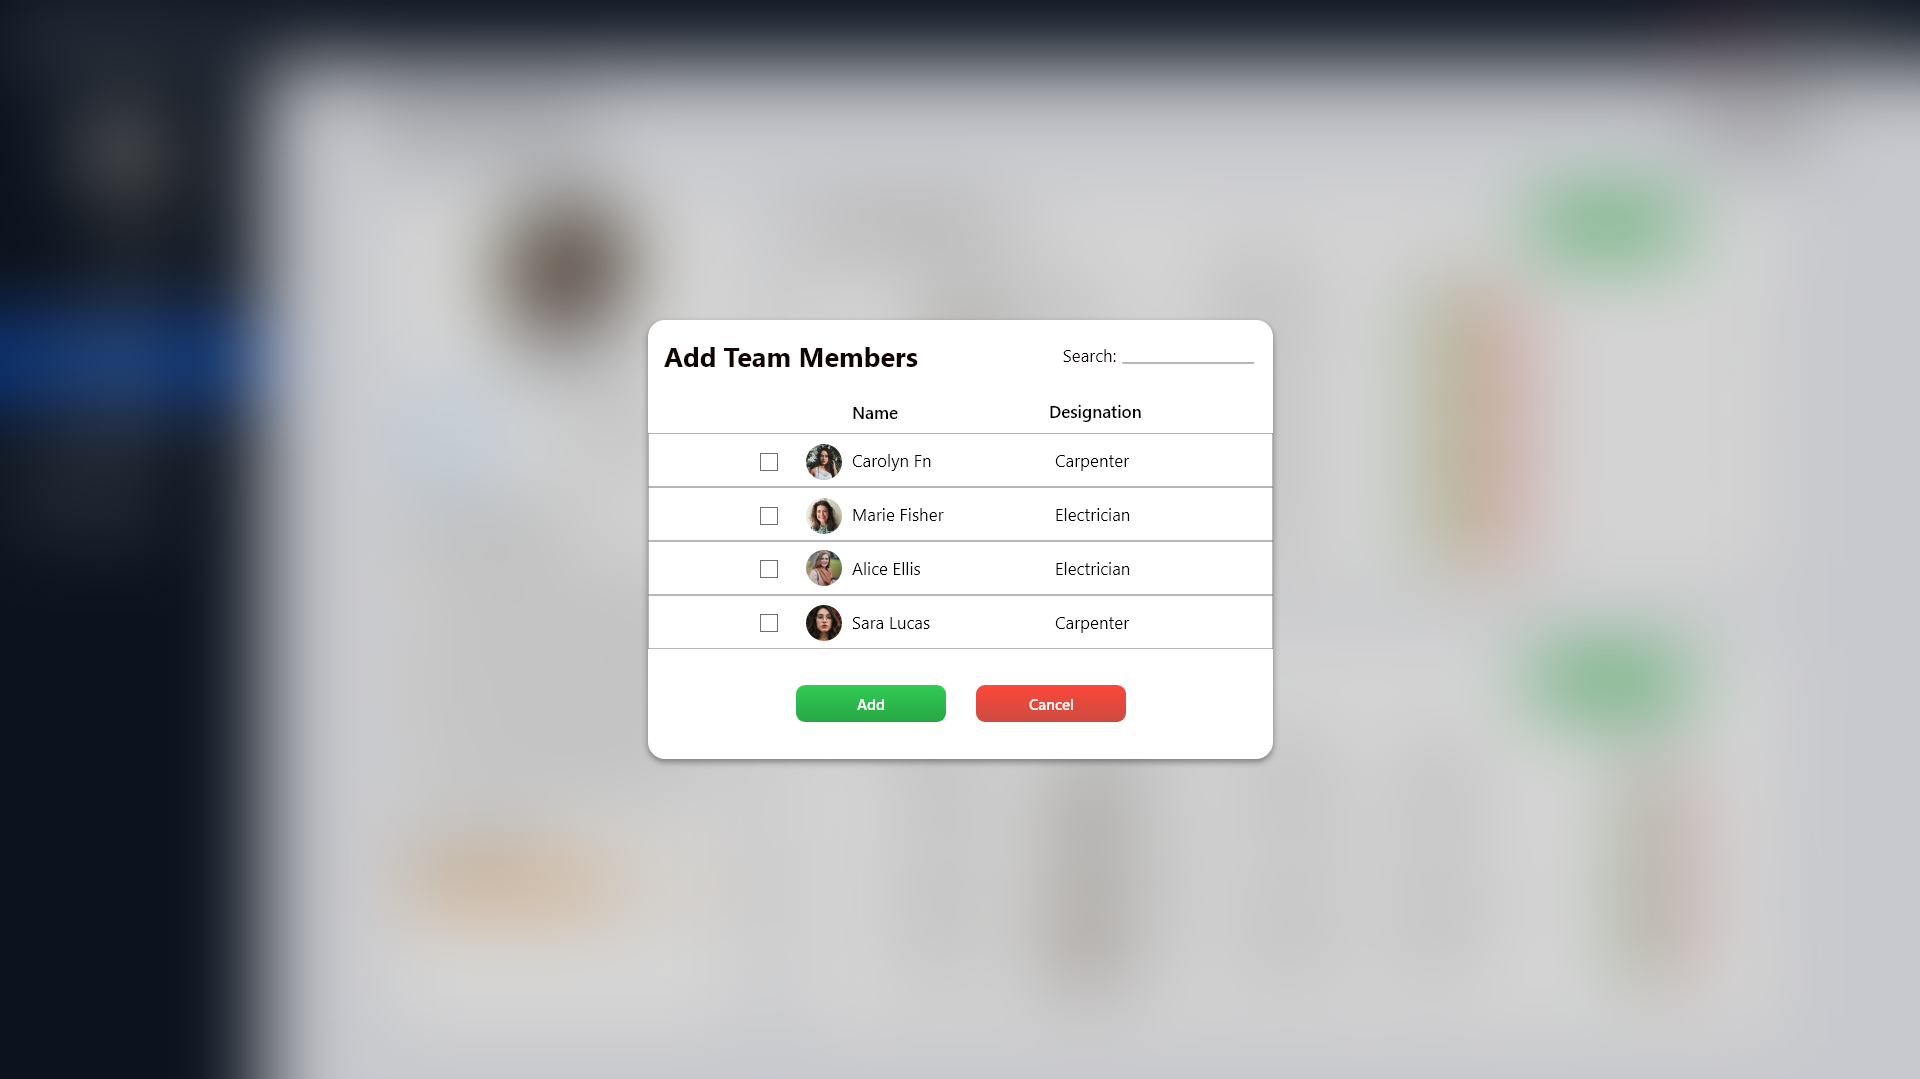 Add Team Members
Search:
Name Designation
Carolyn Fn Carpenter
Marie Fisher Electrician
Alice Ellis Electrician
Sara Lucas Carpenter
Add Cancel